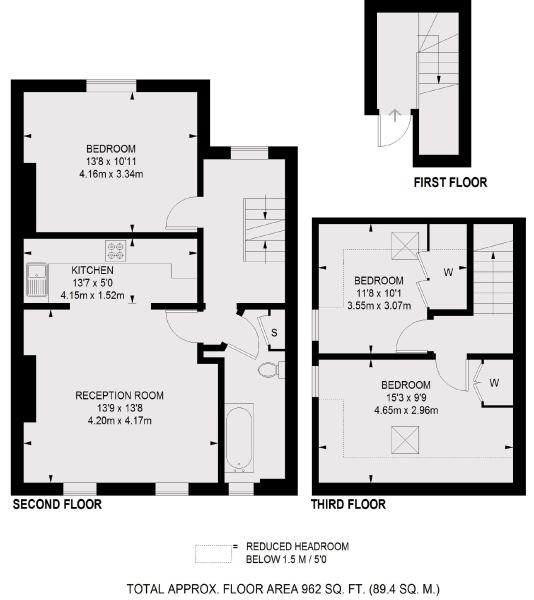 FIRST FLOOR
BEDROOM
13'8 x 10'11
4.16m x 3.34m
KITCHEN
13'7 x 5'0
4.15m x 1.52m
S
RECEPTION ROOM
13'9 x 13'8
4.20m x 4.17m
SECOND FLOOR
BEDROOM
11'8 x 10'1
3.55m x 3.07m
W
BEDROOM
15'3 x 9'9
4.65m x 2.96m
W
THIRD FLOOR
= REDUCED HEADROOM
BELOW 1.5 M / 5'0
TOTAL APPROX. FLOOR AREA 962 SQ. FT. (89.4 SQ. M.)